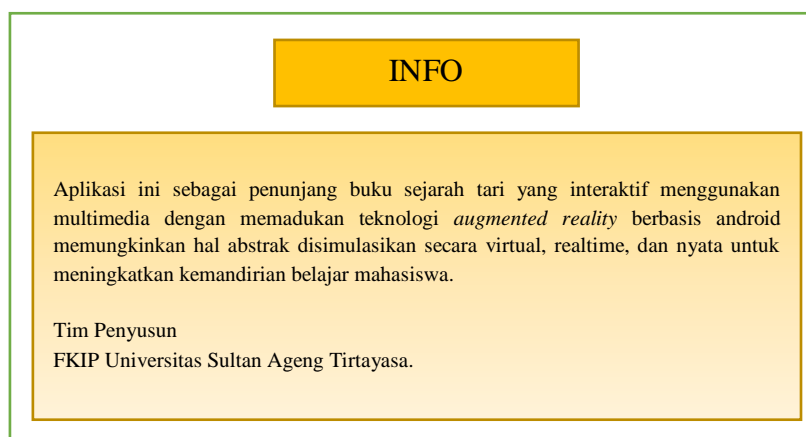 INFO
Aplikasi ini sebagai penunjang buku sejarah tari yang interaktif menggunakan
multimedia dengan memadukan teknologi augmented reality berbasis android
memungkinkan hal abstrak disimulasikan secara virtual, realtime, dan nyata untuk
meningkatkan kemandirian belajar mahasiswa.
Tim Penyusun
FKIP Universitas Sultan Ageng Tirtayasa.